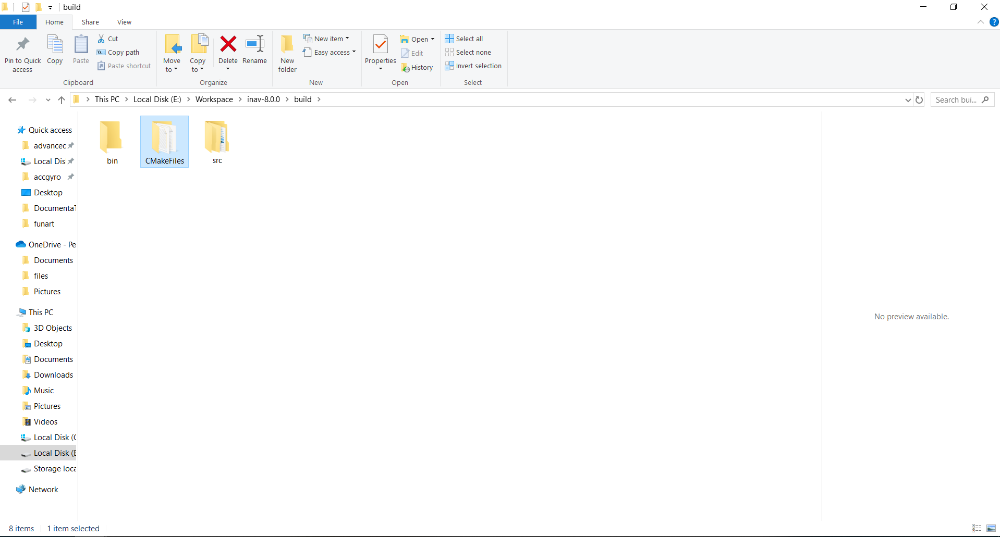 build
File
Home
Share
View
Pin to Quick
access
Copy
Paste
Cut
Copy path
Paste shortcut
Clipboard
Move
to
Copy
to
Delete
Rename
Organize
New
folder
New item
Easy access
New
Properties
Open
Edit
History
Open
Select all
Select none
Invert selection
Select
This PC
Local Disk (E:)
Workspace
inav-8.0.0
build
Search bui...
Quick access
advancec
Local Dis
accgyro
Desktop
DocumentaT
funart
OneDrive - Pe
Documents
files
Pictures
This PC
3D Objects
Desktop
Documents
Downloads
Music
Pictures
Videos
Local Disk (C
Local Disk (E
Storage loca
Network
bin
CMakeFiles
src
No preview available.
8 items
1 item selected